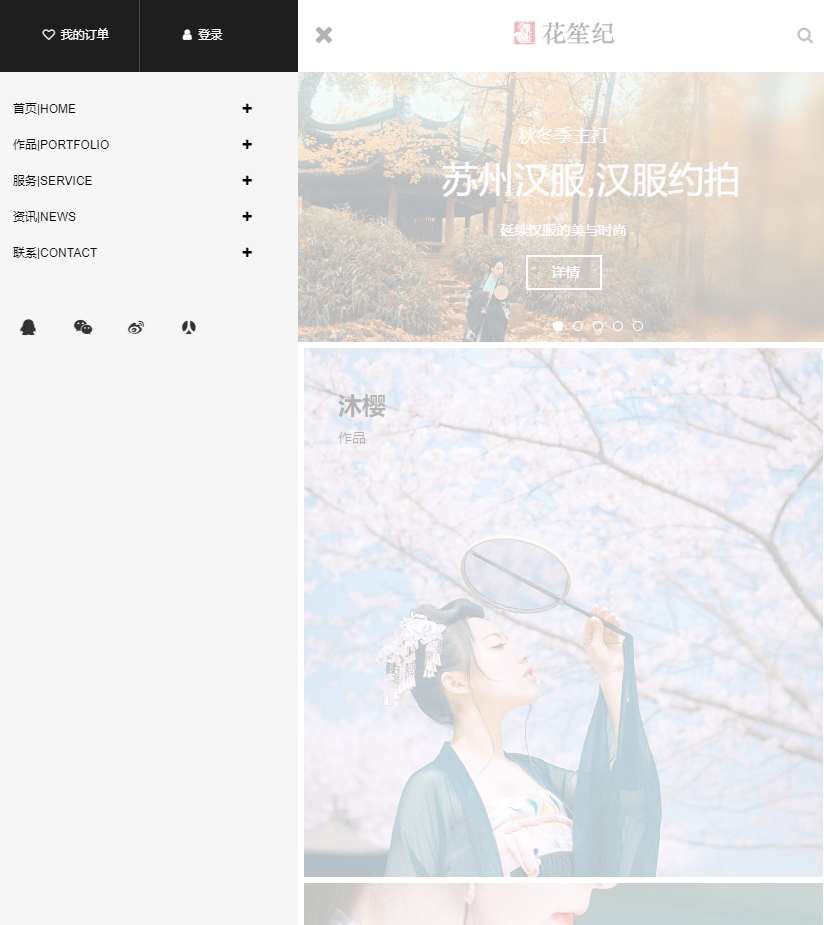 我的订单
登录
花笙纪
首页|HOME
作品|PORTFOLIO
服务|SERVICE
资讯|NEWS
联系|CONTACT
秋冬季主打
苏州汉服,汉服约拍
延续汉服的美与时尚
详情
沐樱
作品